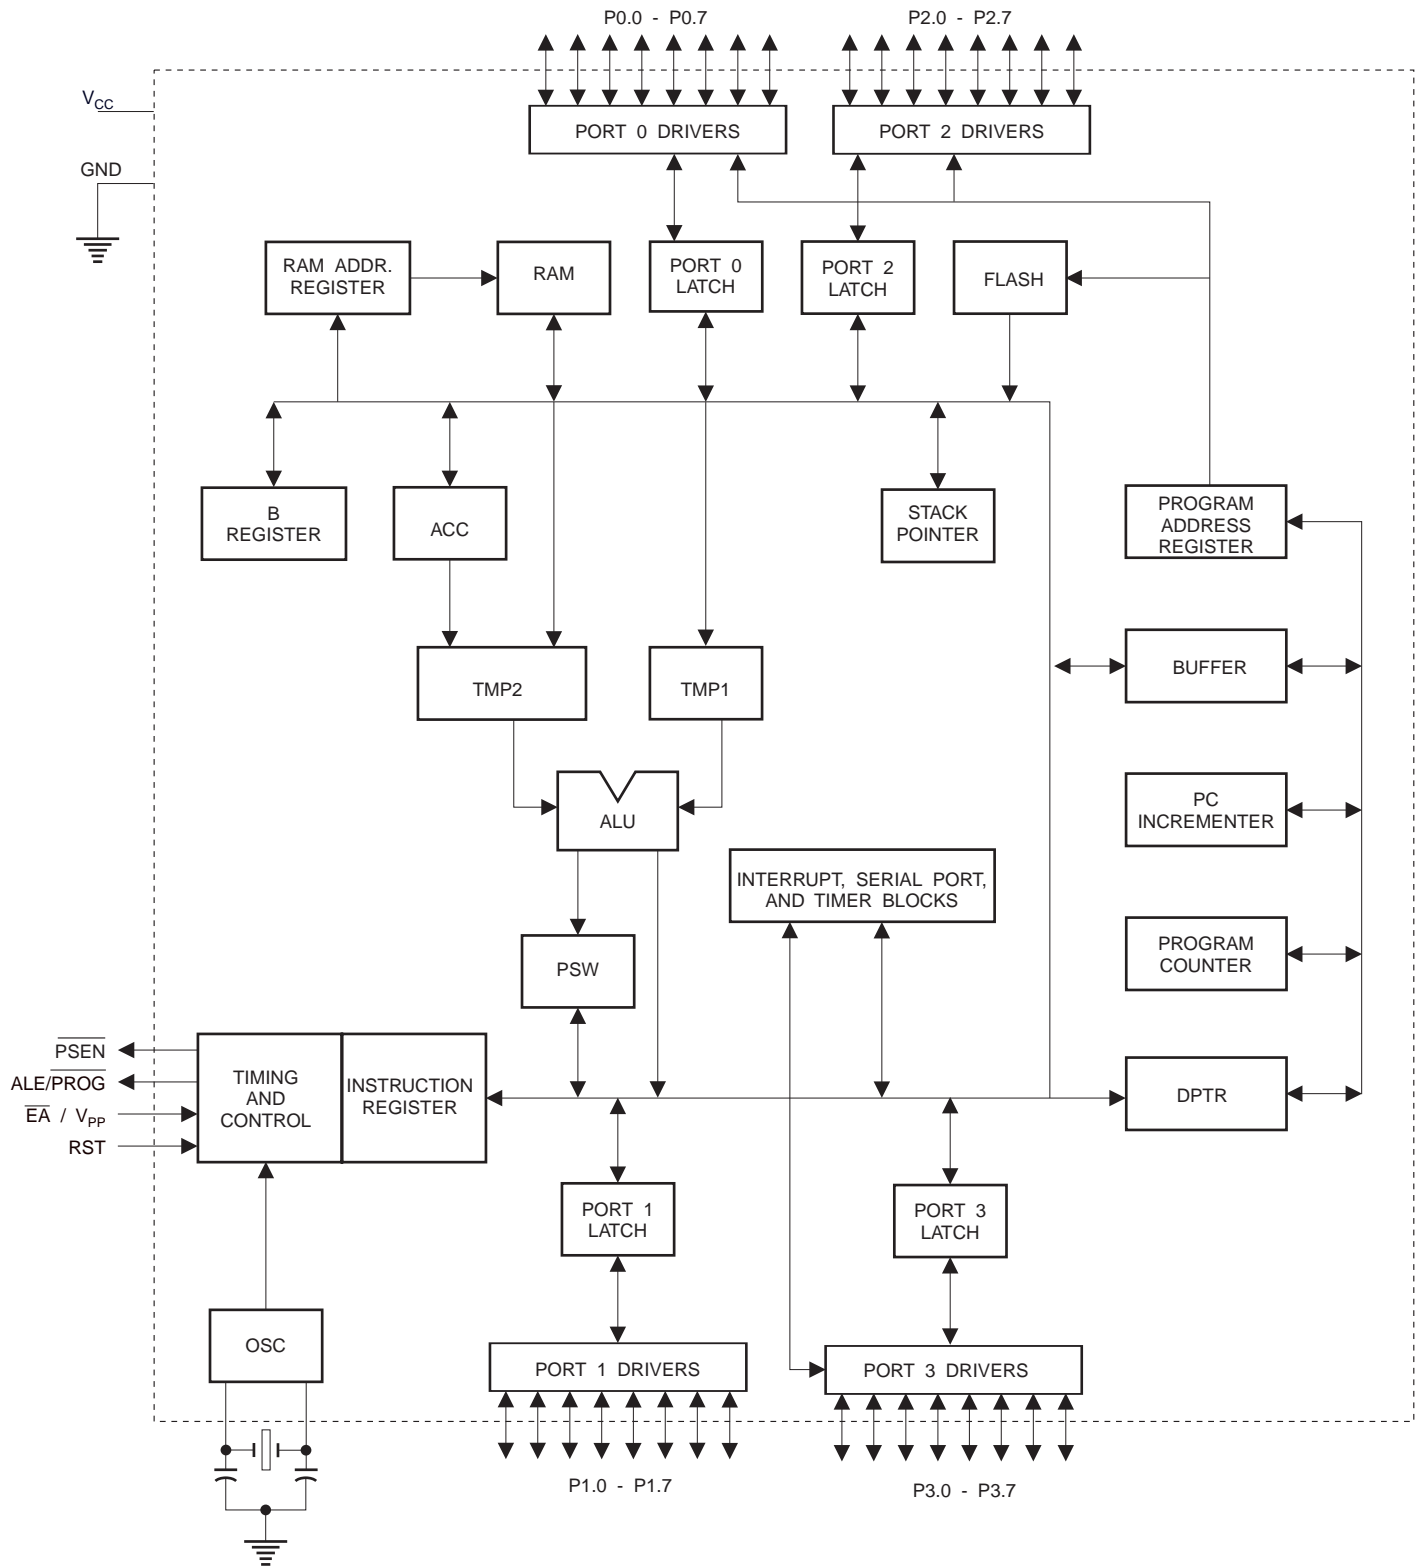 P0.0 - P0.7
P2.0 - P2.7
VCC
PORT 0 DRIVERS
PORT 2 DRIVERS
GND
RAM ADDR.
REGISTER
RAM
PORT 0
LATCH
PORT 2
LATCH
FLASH
B
REGISTER
ACC
STACK
POINTER
PROGRAM
ADDRESS
REGISTER
TMP2
TMP1
BUFFER
ALU
PC
INCREMENTER
INTERRUPT, SERIAL PORT,
AND TIMER BLOCKS
PSW
PROGRAM
COUNTER
PSEN
ALE/PROG
EA / VPP
RST
TIMING
AND
CONTROL
INSTRUCTION
REGISTER
DPTR
PORT 1
LATCH
PORT 3
LATCH
OSC
PORT 1 DRIVERS
PORT 3 DRIVERS
P1.0 - P1.7
P3.0 - P3.7